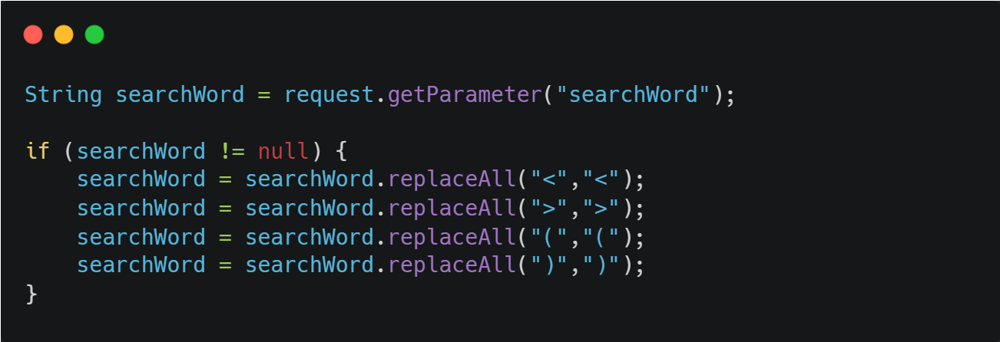 String searchWord = request.getParameter("searchWord");
if (searchWord != null) {
    searchWord = searchWord.replaceAll("<","<");
    searchWord = searchWord.replaceAll(">",">");
    searchWord = searchWord.replaceAll("(","(");
    searchWord = searchWord.replaceAll(")",")");
}